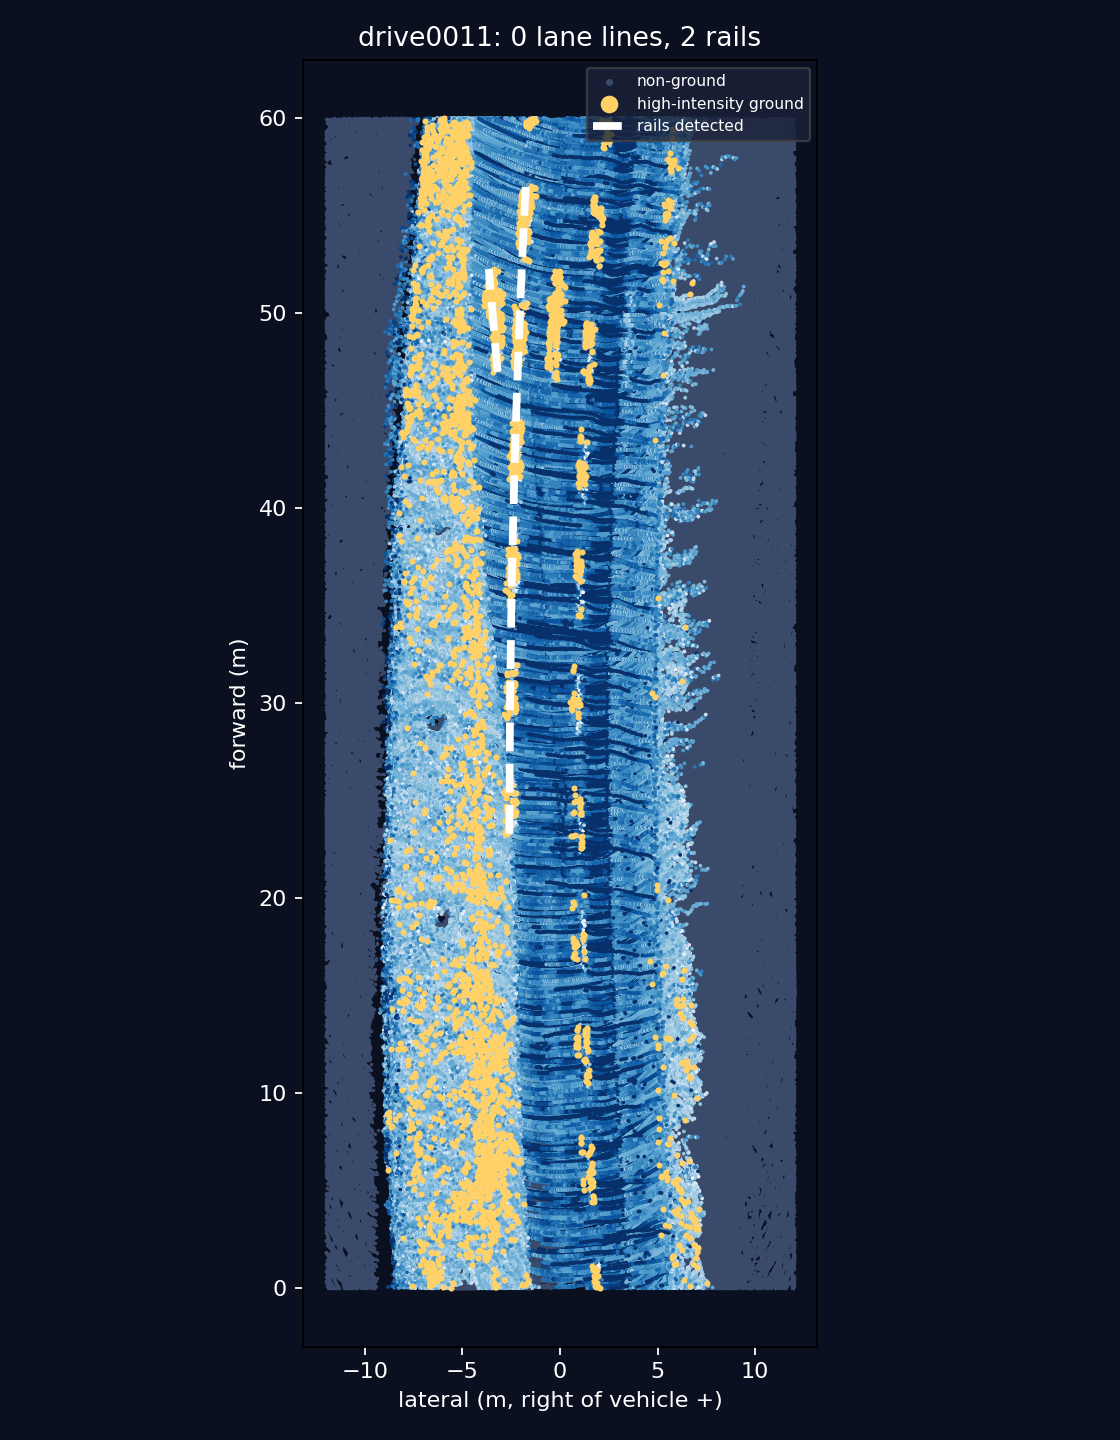 drive0011: 0 lane lines, 2 rails
non-ground
high-intensity ground
rails detected
60
50
40
30
20
10
0
forward (m)
−10 −5 0 5 10
lateral (m, right of vehicle +)